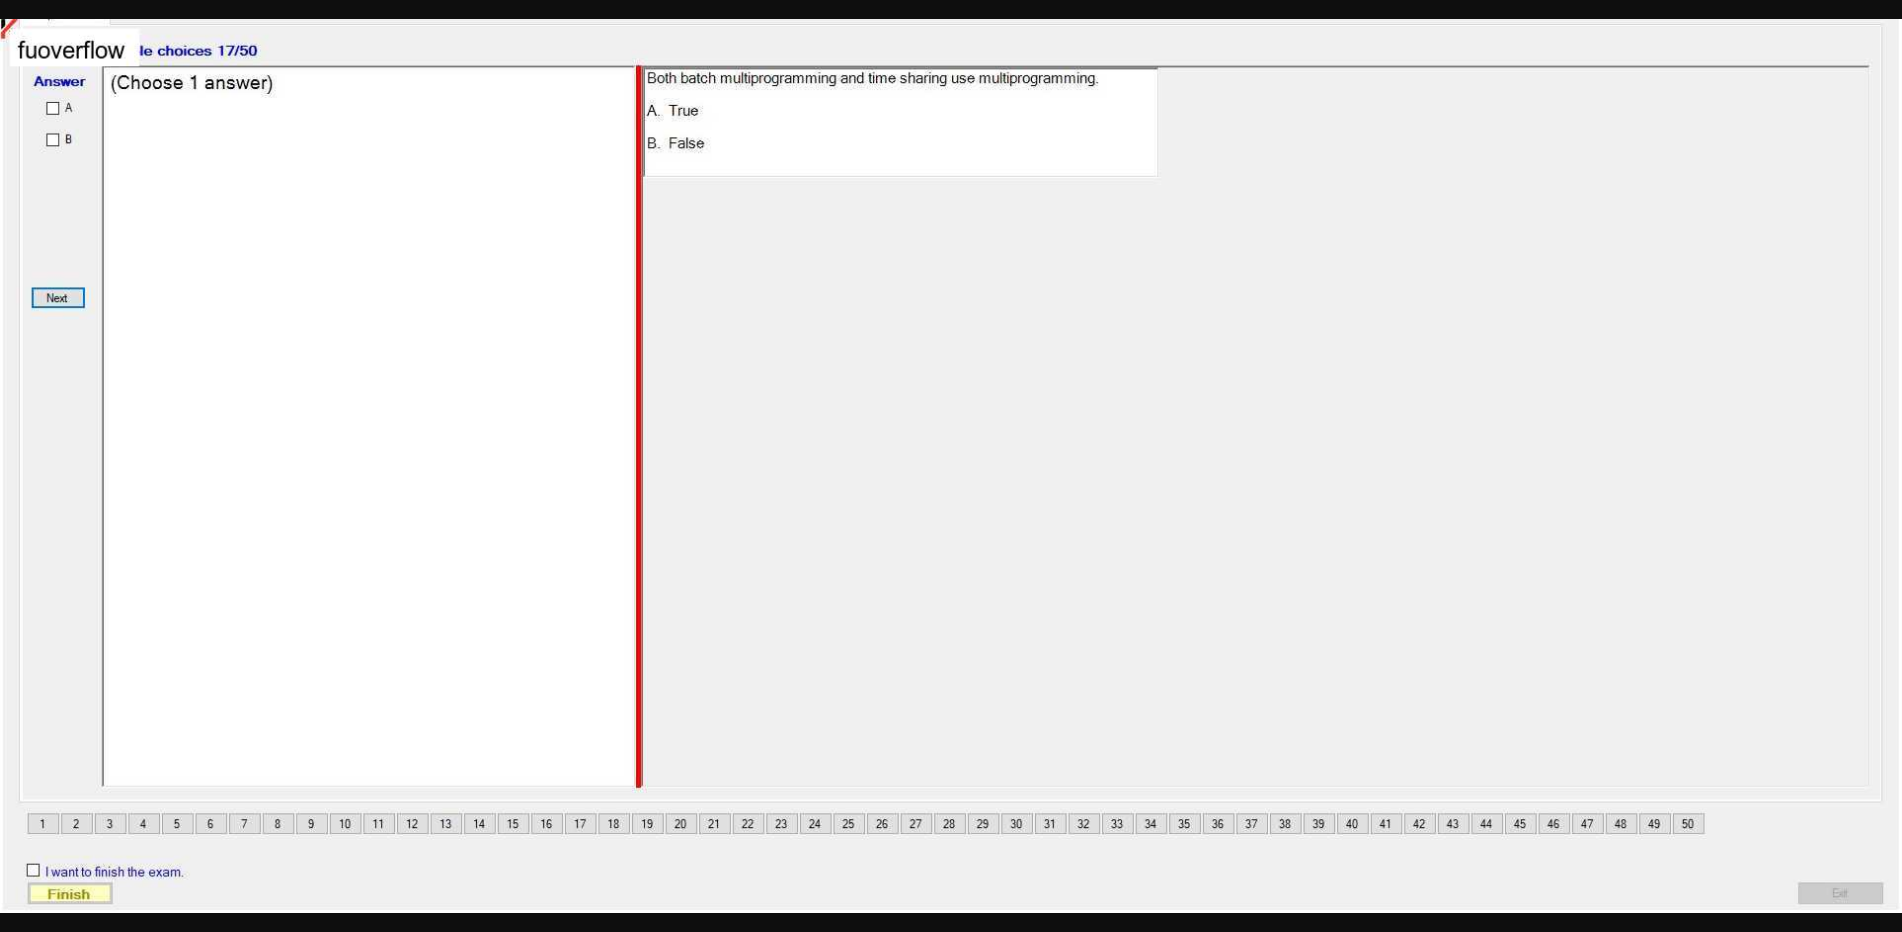 fuoverflow le choices 17/50
Answer
A
B
Next
(Choose 1 answer)
Both batch multiprogramming and time sharing use multiprogramming.
A. True
B. False
1 2 3 4 5 6 7 8 9 10 11 12 13 14 15 16 17 18 19 20 21 22 23 24 25 26 27 28 29 30 31 32 33 34 35 36 37 38 39 40 41 42 43 44 45 46 47 48 49 50
I want to finish the exam.
Finish
Exit